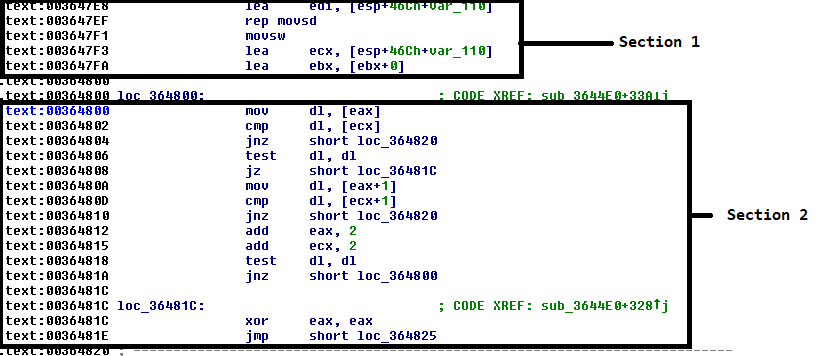 text:003647E8 lea edi, [esp+46Ch+var_110]
text:003647EF rep movsd
text:003647F1 movsw
text:003647F3 lea ecx, [esp+46Ch+var_110]
text:003647FA lea ebx, [ebx+0]
Section 1
.text:00364800
.text:00364800 loc_364800: ; CODE XREF: sub_3644E0+33A↓j
text:00364800 mov dl, [eax]
text:00364802 cmp dl, [ecx]
text:00364804 jnz short loc_364820
text:00364806 test dl, dl
text:00364808 jz short loc_36481C
text:0036480A mov dl, [eax+1]
text:0036480D cmp dl, [ecx+1]
text:00364810 jnz short loc_364820
text:00364812 add eax, 2
text:00364815 add ecx, 2
text:00364818 test dl, dl
text:0036481A jnz short loc_364800
text:0036481C
text:0036481C loc_36481C: ; CODE XREF: sub_3644E0+328↑j
text:0036481C xor eax, eax
text:0036481E jmp short loc_364825
Section 2
.text:00364820 ; ---------------------------------------------------------------------------